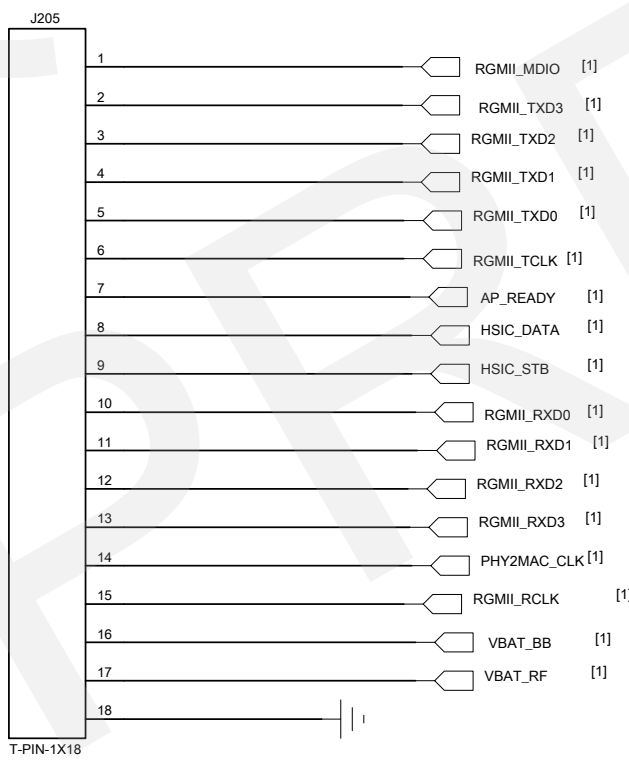 J205
1 RGMII_MDIO [1]
2 RGMII_TXD3 [1]
3 RGMII_TXD2 [1]
4 RGMII_TXD1 [1]
5 RGMII_TXD0 [1]
6 RGMII_TCLK [1]
7 AP_READY [1]
8 HSIC_DATA [1]
9 HSIC_STB [1]
10 RGMII_RXD0 [1]
11 RGMII_RXD1 [1]
12 RGMII_RXD2 [1]
13 RGMII_RXD3 [1]
14 PHY2MAC_CLK [1]
15 RGMII_RCLK [1]
16 VBAT_BB [1]
17 VBAT_RF [1]
18
T-PIN-1X18